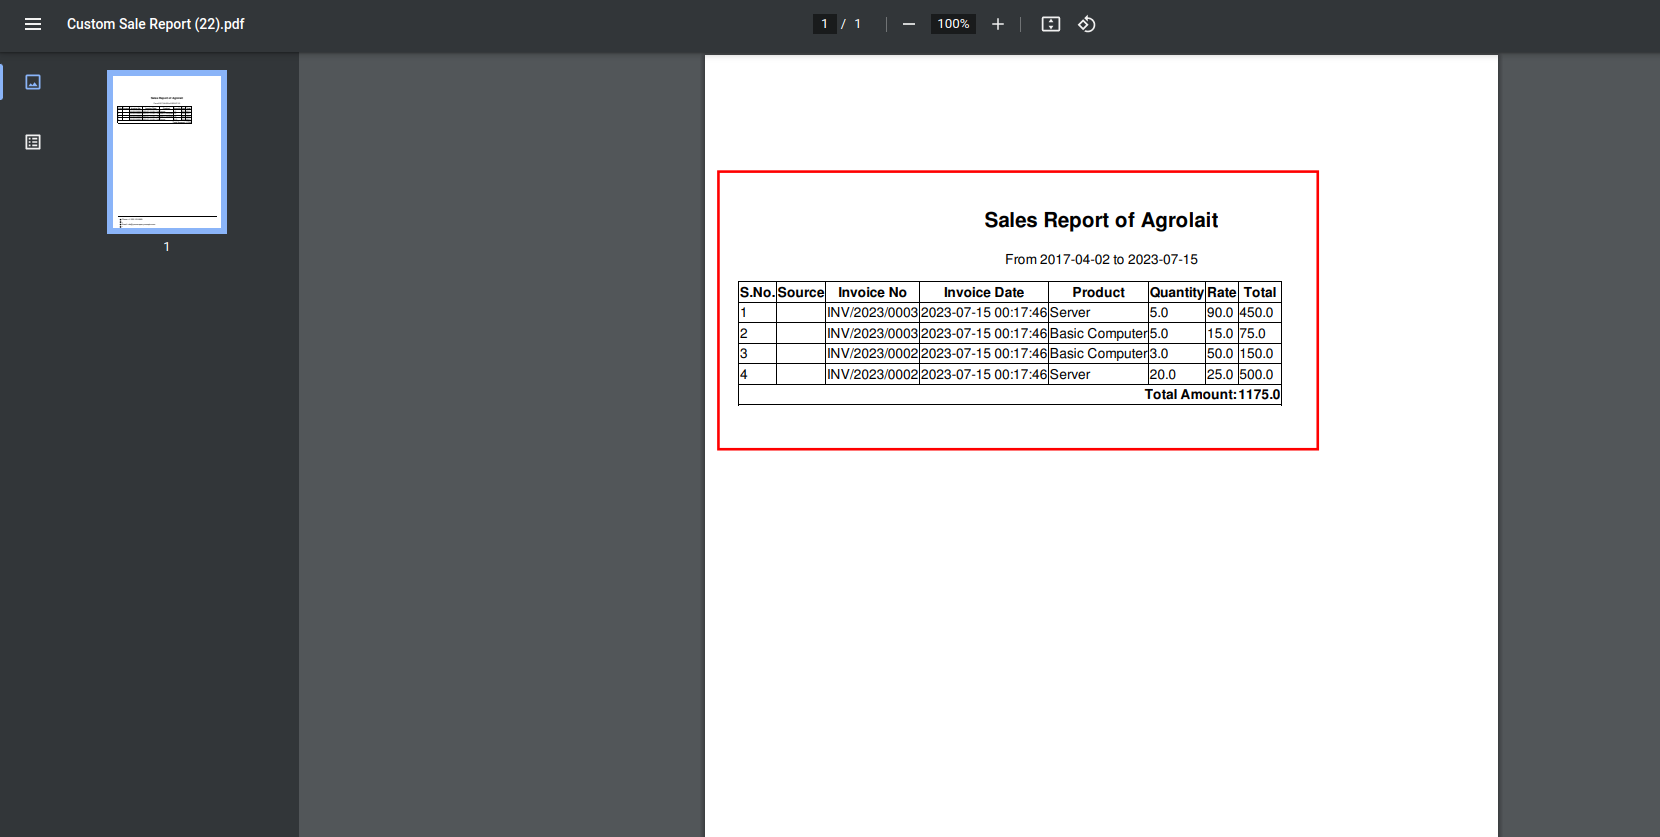 Custom Sale Report (22).pdf
1 / 1
100%
1
Sales Report of Agrolait
From 2017-04-02 to 2023-07-15
S.No. Source Invoice No Invoice Date Product Quantity Rate Total
1 INV/2023/0003 2023-07-15 00:17:46 Server 5.0 90.0 450.0
2 INV/2023/0003 2023-07-15 00:17:46 Basic Computer 5.0 15.0 75.0
3 INV/2023/0002 2023-07-15 00:17:46 Basic Computer 3.0 50.0 150.0
4 INV/2023/0002 2023-07-15 00:17:46 Server 20.0 25.0 500.0
Total Amount: 1175.0